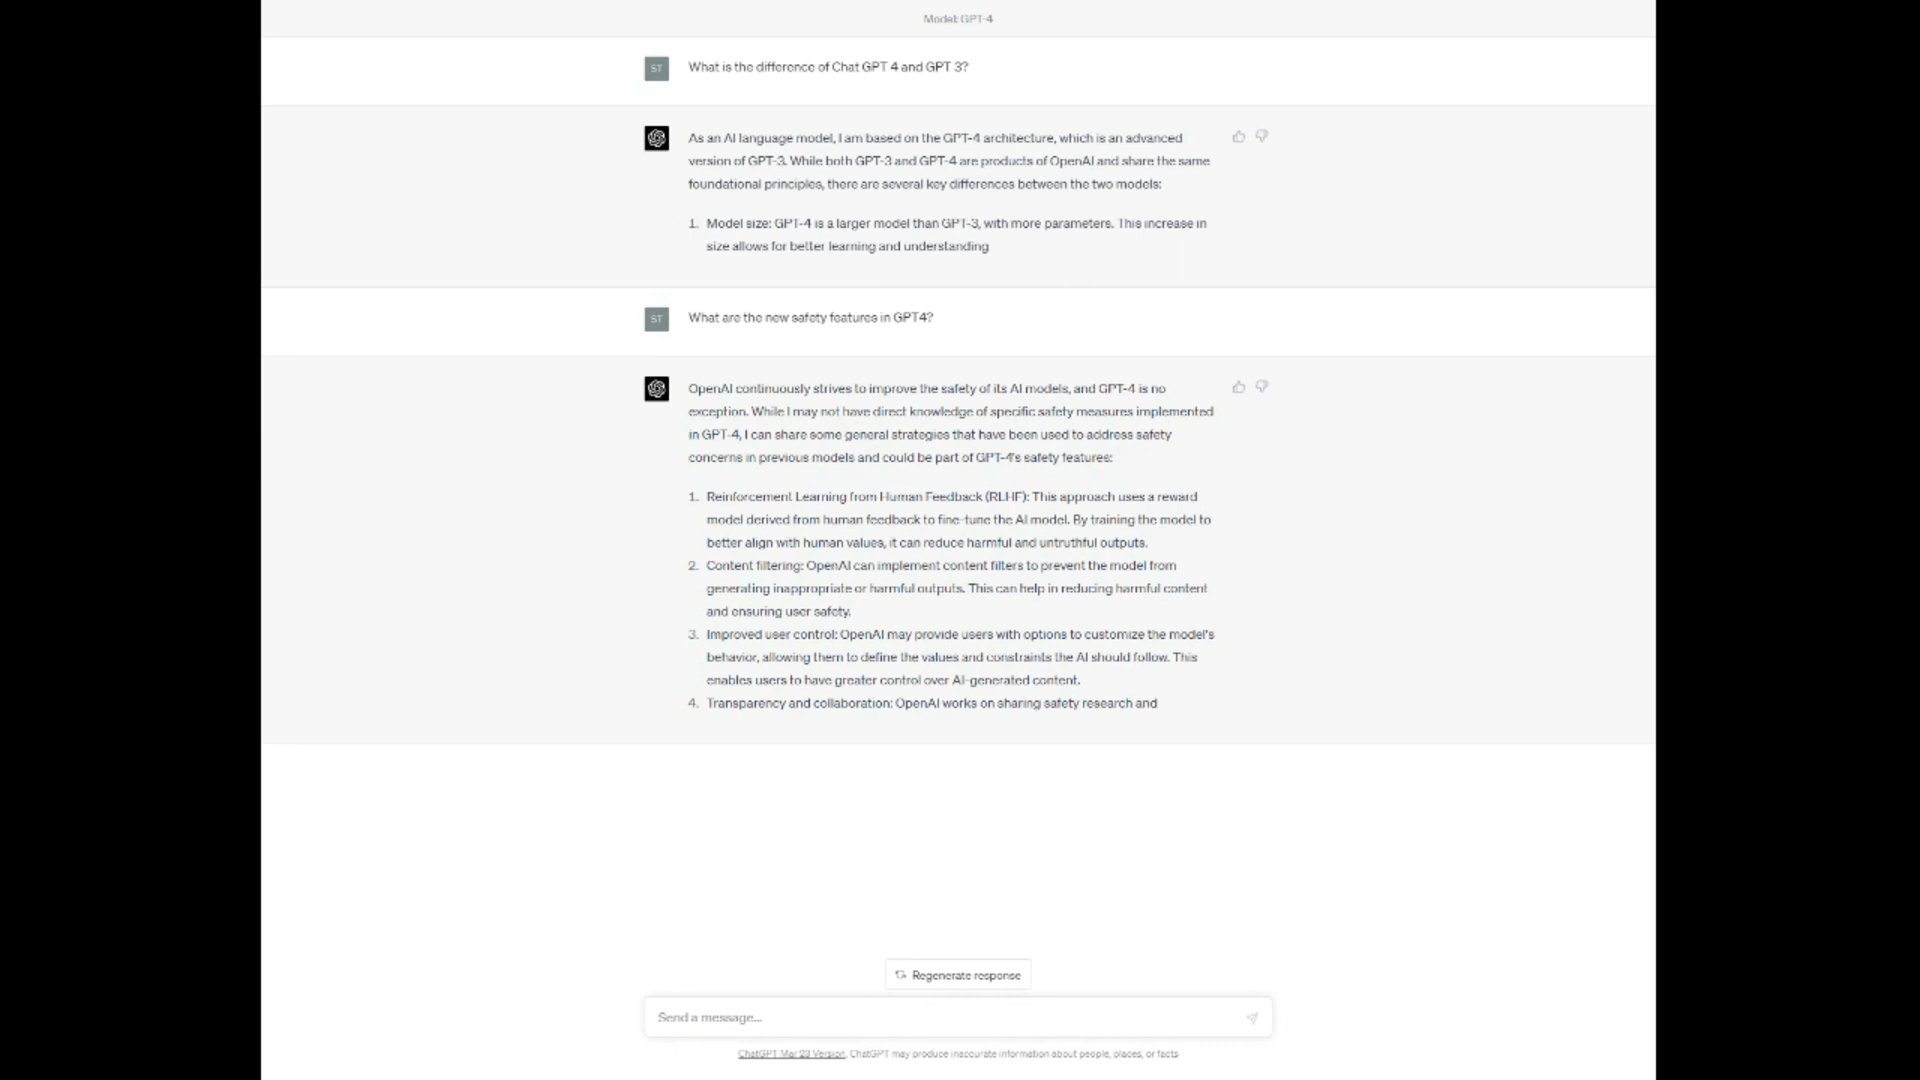 Model: GPT-4
ST
What is the difference of Chat GPT 4 and GPT 3?
As an AI language model, I am based on the GPT-4 architecture, which is an advanced
version of GPT-3. While both GPT-3 and GPT-4 are products of OpenAI and share the same
foundational principles, there are several key differences between the two models:
1. Model size: GPT-4 is a larger model than GPT-3, with more parameters. This increase in
size allows for better learning and understanding
ST
What are the new safety features in GPT4?
OpenAI continuously strives to improve the safety of its AI models, and GPT-4 is no
exception. While I may not have direct knowledge of specific safety measures implemented
in GPT-4, I can share some general strategies that have been used to address safety
concerns in previous models and could be part of GPT-4's safety features:
1. Reinforcement Learning from Human Feedback (RLHF): This approach uses a reward
model derived from human feedback to fine-tune the AI model. By training the model to
better align with human values, it can reduce harmful and untruthful outputs.
2. Content filtering: OpenAI can implement content filters to prevent the model from
generating inappropriate or harmful outputs. This can help in reducing harmful content
and ensuring user safety.
3. Improved user control: OpenAI may provide users with options to customize the model's
behavior, allowing them to define the values and constraints the AI should follow. This
enables users to have greater control over AI-generated content.
4. Transparency and collaboration: OpenAI works on sharing safety research and
Regenerate response
Send a message...
ChatGPT Mar 23 Version. ChatGPT may produce inaccurate information about people, places, or facts